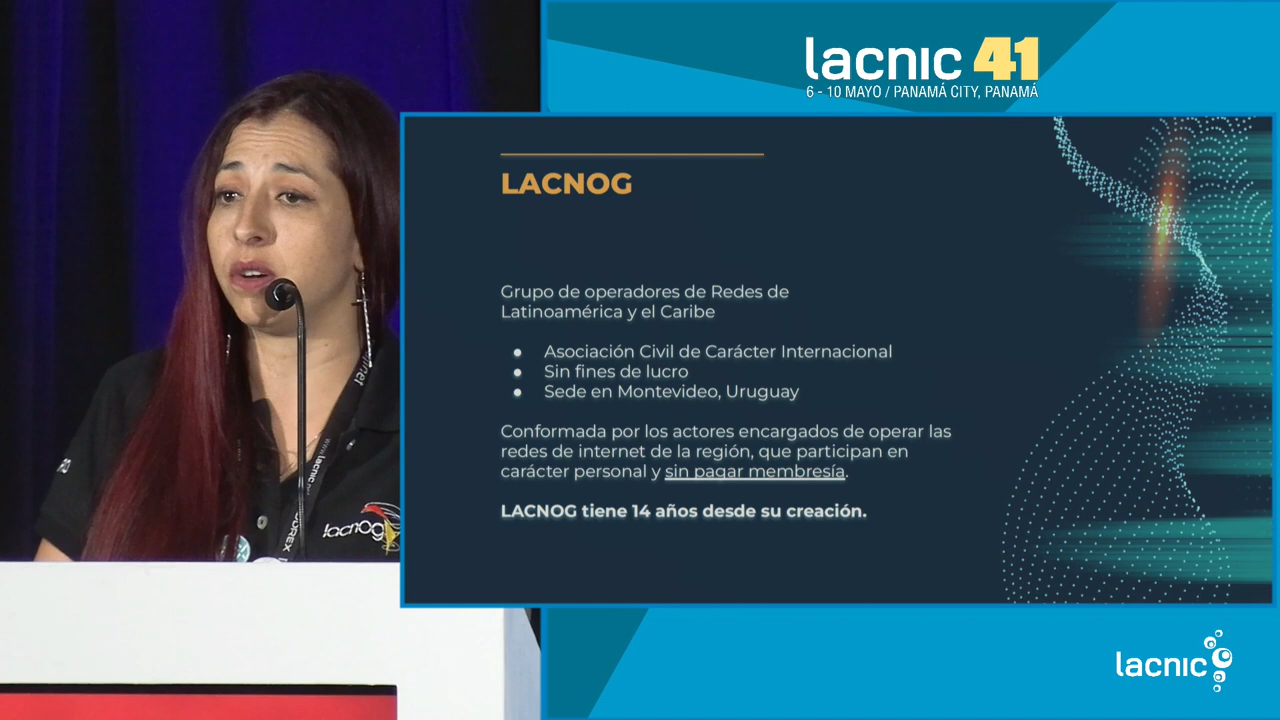 lacnic 41
6 - 10 MAYO / PANAMÁ CITY, PANAMÁ
LACNOG
Grupo de operadores de Redes de
Latinoamérica y el Caribe
● Asociación Civil de Carácter Internacional
● Sin fines de lucro
● Sede en Montevideo, Uruguay
Conformada por los actores encargados de operar las
redes de internet de la región, que participan en
carácter personal y sin pagar membresía.
LACNOG tiene 14 años desde su creación.
lacnog
lacnic